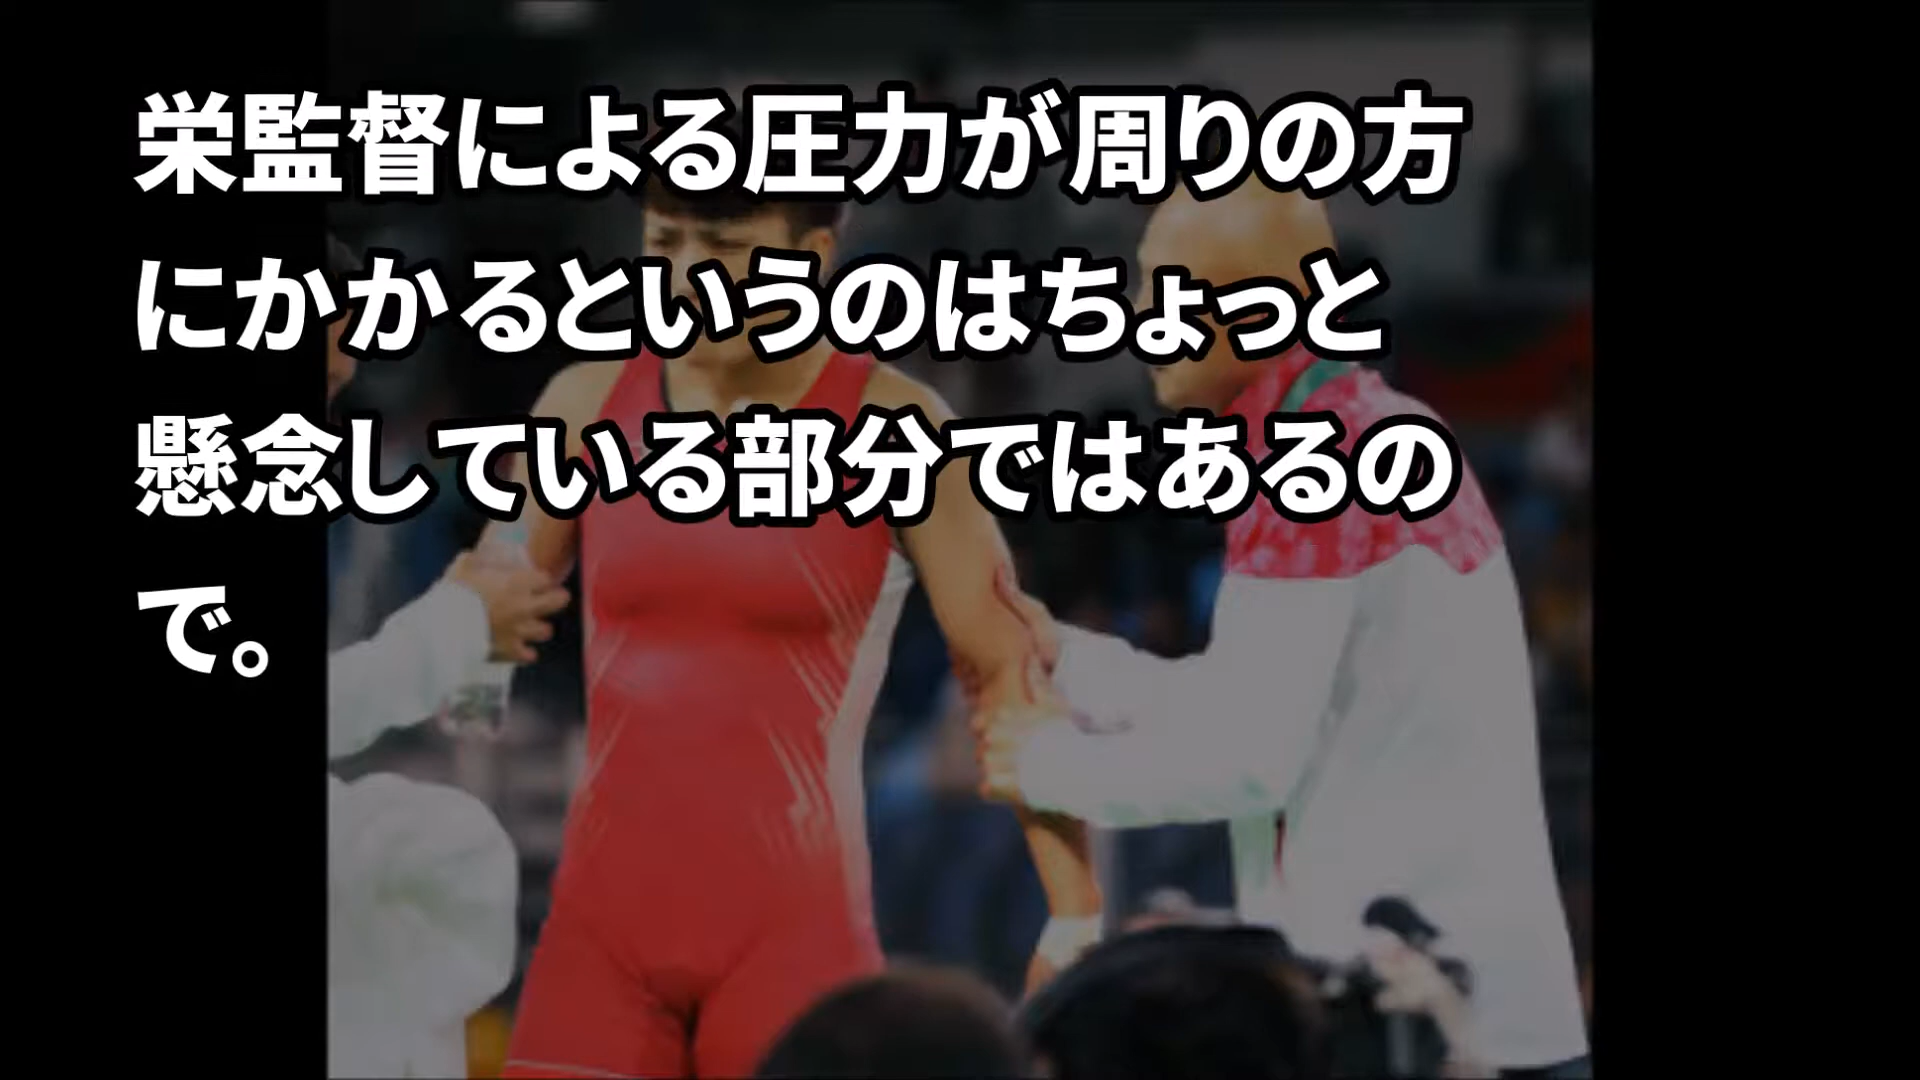 栄監督による圧力が周りの方
にかかるというのはちょっと
懸念している部分ではあるの
で。